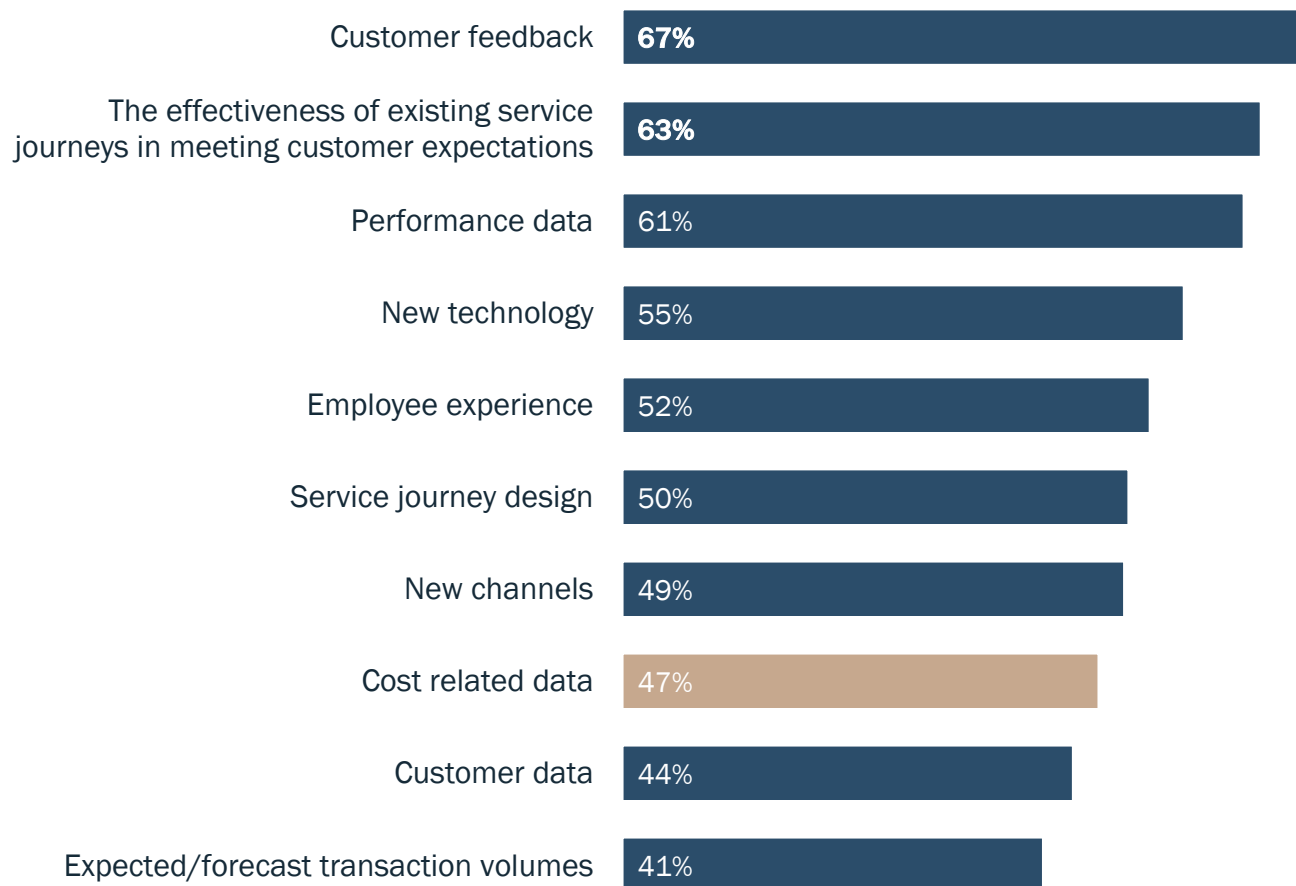 Customer feedback 67%
The effectiveness of existing service
journeys in meeting customer expectations 63%
Performance data 61%
New technology 55%
Employee experience 52%
Service journey design 50%
New channels 49%
Cost related data 47%
Customer data 44%
Expected/forecast transaction volumes 41%